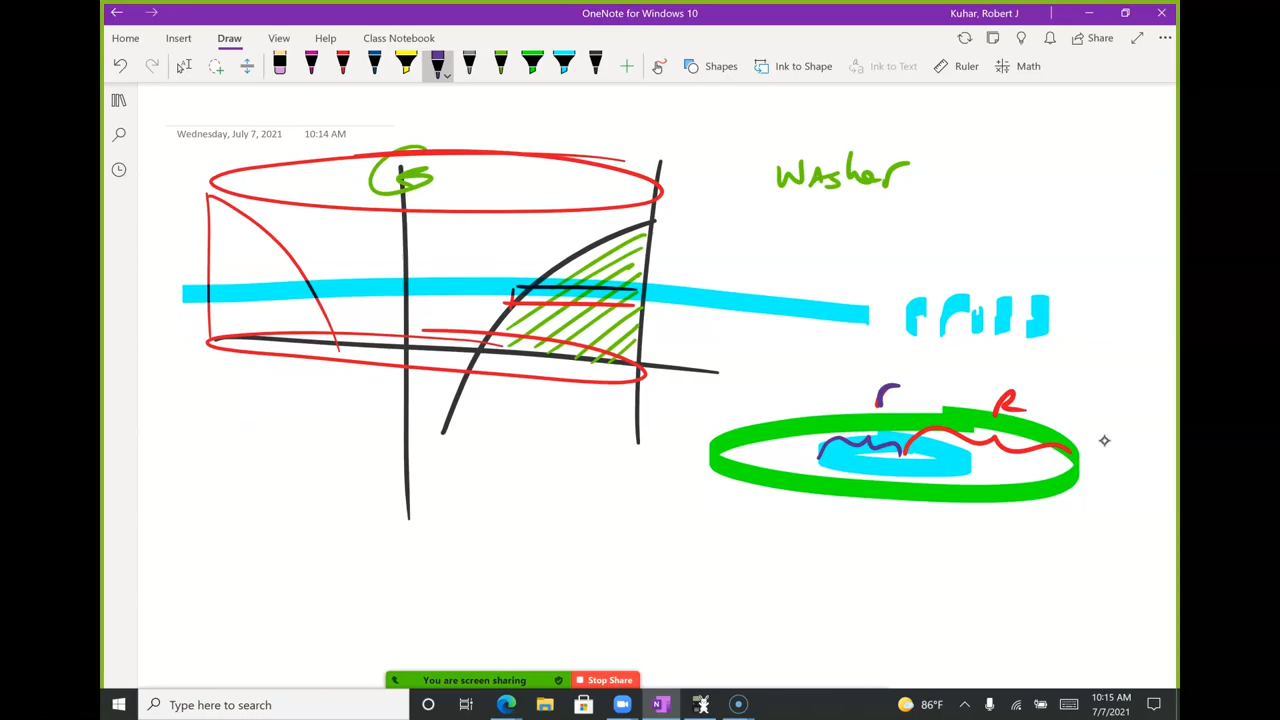 OneNote for Windows 10
Kuhar, Robert J
Home Insert Draw View Help Class Notebook
Share
Shapes Ink to Shape Ink to Text Ruler Math
Wednesday, July 7, 2021 10:14 AM
Washer
r
R
You are screen sharing Stop Share
Type here to search
86°F
10:15 AM
7/7/2021